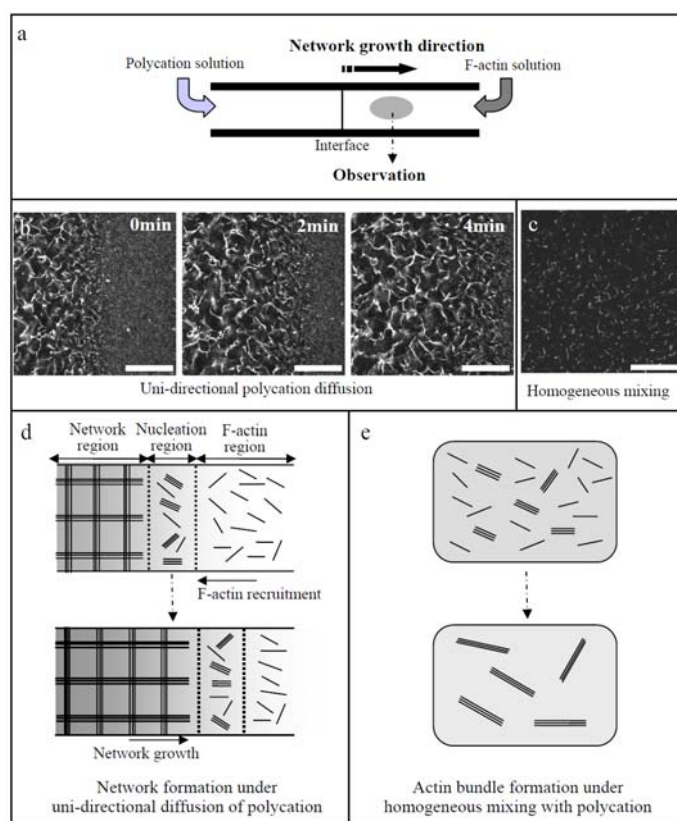 a
Network growth direction
Polycation solution
F-actin solution
Interface
Observation
b
0min
2min
4min
c
Uni-directional polycation diffusion
Homogeneous mixing
d
Network
region
Nucleation
region
F-actin
region
F-actin recruitment
Network growth
Network formation under
uni-directional diffusion of polycation
e
Actin bundle formation under
homogeneous mixing with polycation